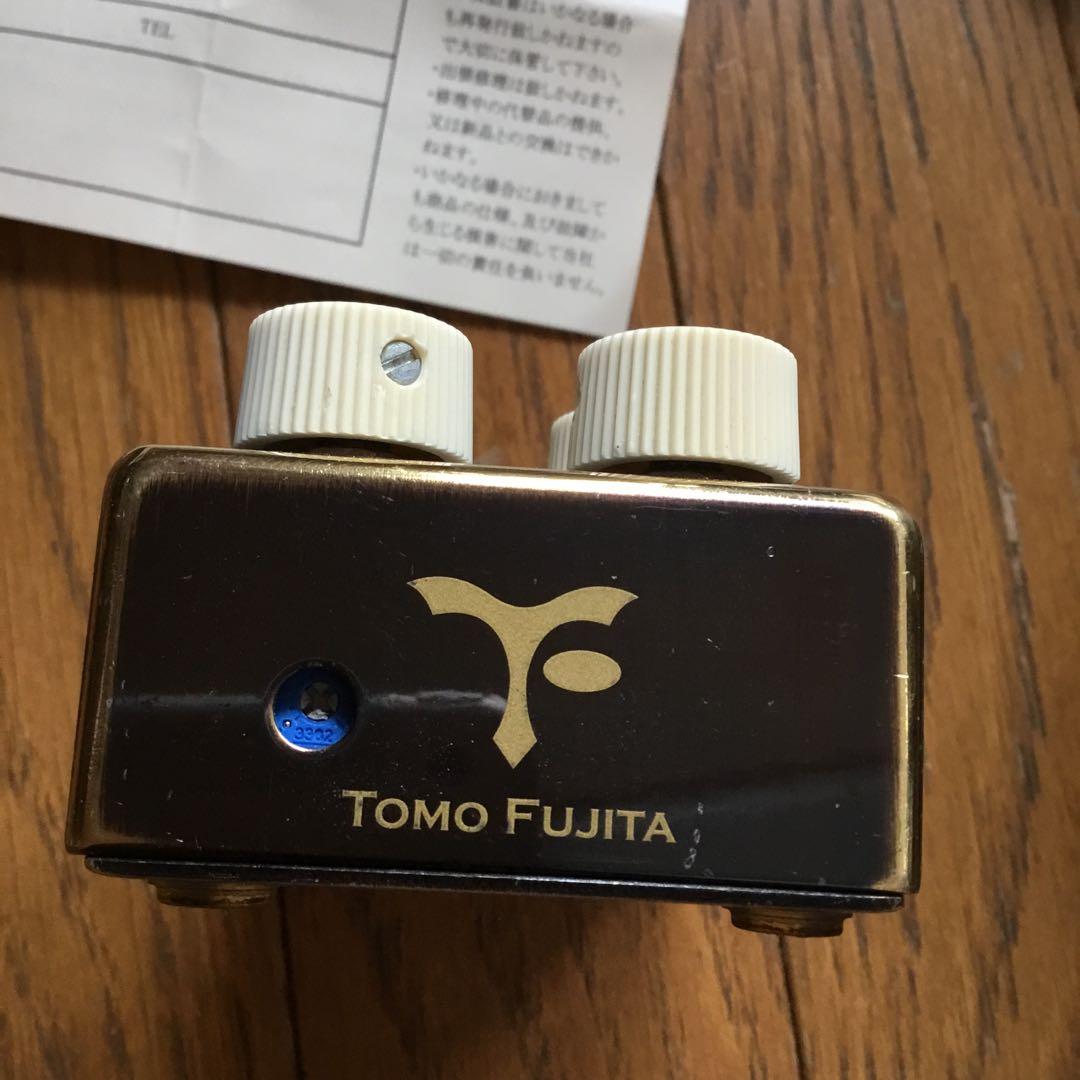 TEL
も再発行致しかねますの
で大切に保管して下さい。
・出張修理は致しかねます。
・修理中の代替品の提供、
又は新品との交換はできか
ねます。
・いかなる場合におきまして
も商品の仕様、及び故障か
ら生じる損害に関して当社
は一切の責任を負いません。
3362
TOMO FUJITA